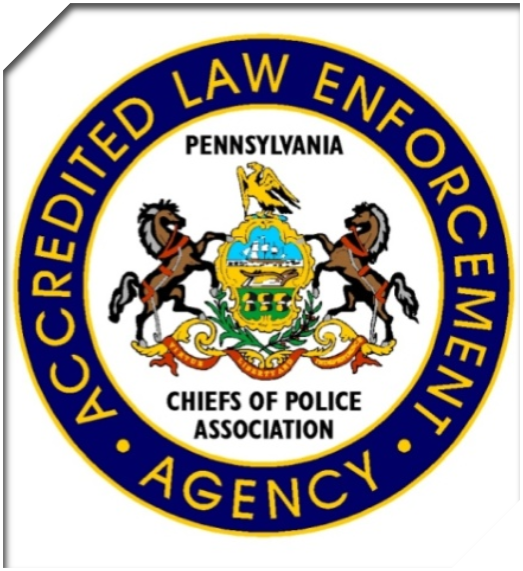 ACCREDITED LAW ENFORCEMENT
• AGENCY •
PENNSYLVANIA
CHIEFS OF POLICE
ASSOCIATION